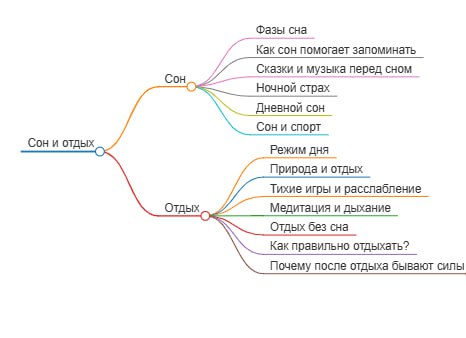 Сон и отдых
Сон
Фазы сна
Как сон помогает запоминать
Сказки и музыка перед сном
Ночной страх
Дневной сон
Сон и спорт
Отдых
Режим дня
Природа и отдых
Тихие игры и расслабление
Медитация и дыхание
Отдых без сна
Как правильно отдыхать?
Почему после отдыха бывают силы